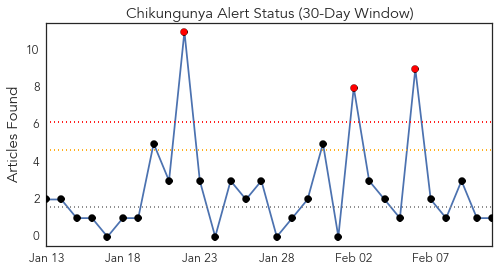 Chikungunya Alert Status (30-Day Window)
Articles Found
10
8
6
4
2
0
Jan 13 Jan 18 Jan 23 Jan 28 Feb 02 Feb 07